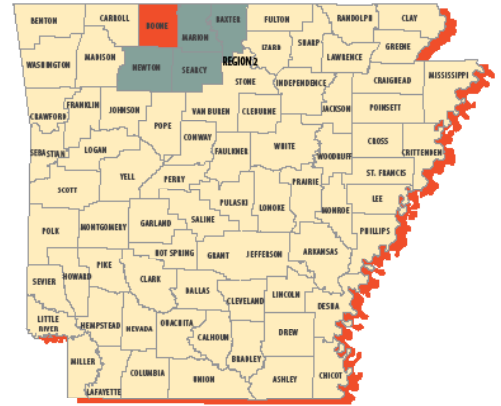 BENTON
CARROLL
BOONE
MARION
BAXTER
FULTON
RANDOLPH
CLAY
IZARD
SHARP
GREENE
LAWRENCE
WASHINGTON
MADISON
NEWTON
SEARCY
REGION 2
STONE
INDEPENDENCE
CRAIGHEAD
MISSISSIPPI
CRAWFORD
FRANKLIN
JOHNSON
POPE
VAN BUREN
CLEBURNE
JACKSON
POINSETT
CONWAY
FAULKNER
WHITE
WOODRUFF
CROSS
CRITTENDEN
SEBASTIAN
LOGAN
ST. FRANCIS
SCOTT
YELL
PERRY
PRAIRIE
LEE
PULASKI
LONOKE
MONROE
PHILLIPS
POLK
MONTGOMERY
GARLAND
SALINE
HOT SPRING
GRANT
JEFFERSON
ARKANSAS
SEVIER
HOWARD
PIKE
CLARK
DALLAS
CLEVELAND
LINCOLN
DESHA
LITTLE
RIVER
HEMPSTEAD
NEVADA
OUACHITA
CALHOUN
DREW
BRADLEY
MILLER
LAFAYETTE
COLUMBIA
UNION
ASHLEY
CHICOT